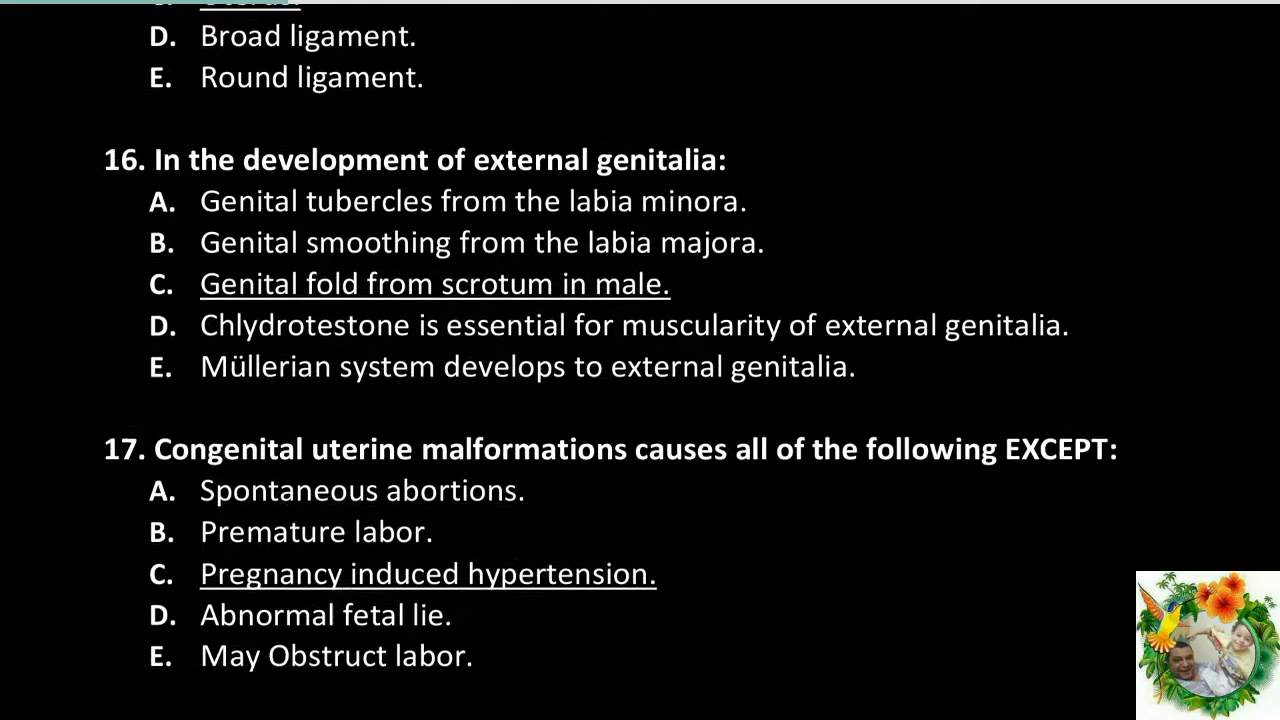 D. Broad ligament.
E. Round ligament.
16. In the development of external genitalia:
A. Genital tubercles from the labia minora.
B. Genital smoothing from the labia majora.
C. Genital fold from scrotum in male.
D. Chlydrotestone is essential for muscularity of external genitalia.
E. Müllerian system develops to external genitalia.
17. Congenital uterine malformations causes all of the following EXCEPT:
A. Spontaneous abortions.
B. Premature labor.
C. Pregnancy induced hypertension.
D. Abnormal fetal lie.
E. May Obstruct labor.